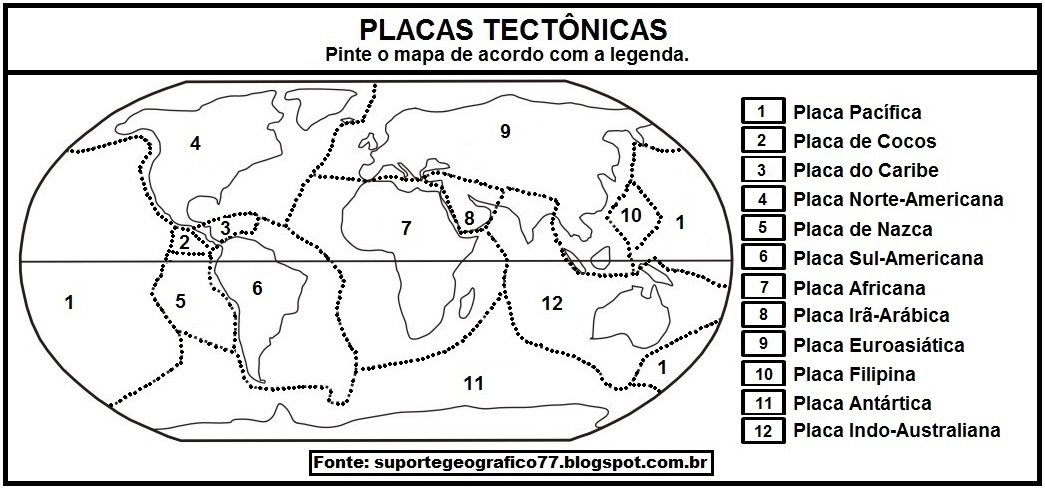 PLACAS TECTÔNICAS
Pinte o mapa de acordo com a legenda.
4
9
10
1
7
8
3
2
6
5
1
12
11
1
1 Placa Pacífica
2 Placa de Cocos
3 Placa do Caribe
4 Placa Norte-Americana
5 Placa de Nazca
6 Placa Sul-Americana
7 Placa Africana
8 Placa Irã-Arábica
9 Placa Euroasiática
10 Placa Filipina
11 Placa Antártica
12 Placa Indo-Australiana
Fonte: suportegeografico77.blogspot.com.br